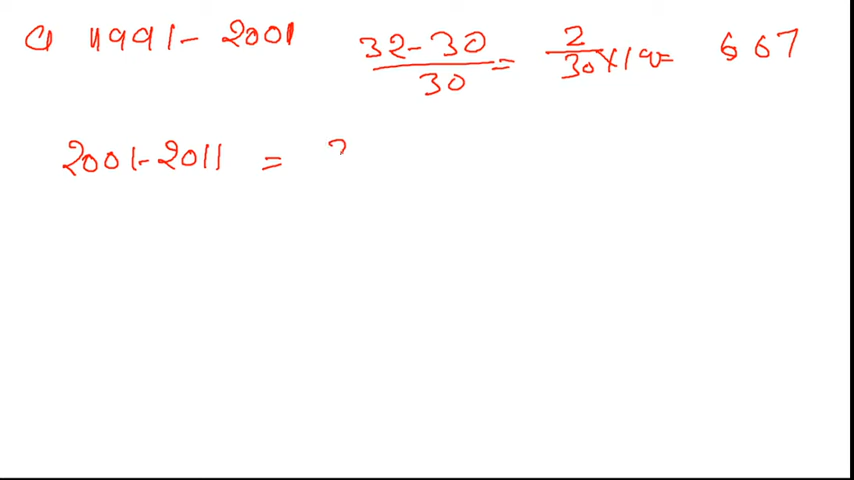 a) 1991 - 2001 32 - 30 / 30 = 2 / 30 × 100 = 6 67
2001 - 2011 = ?